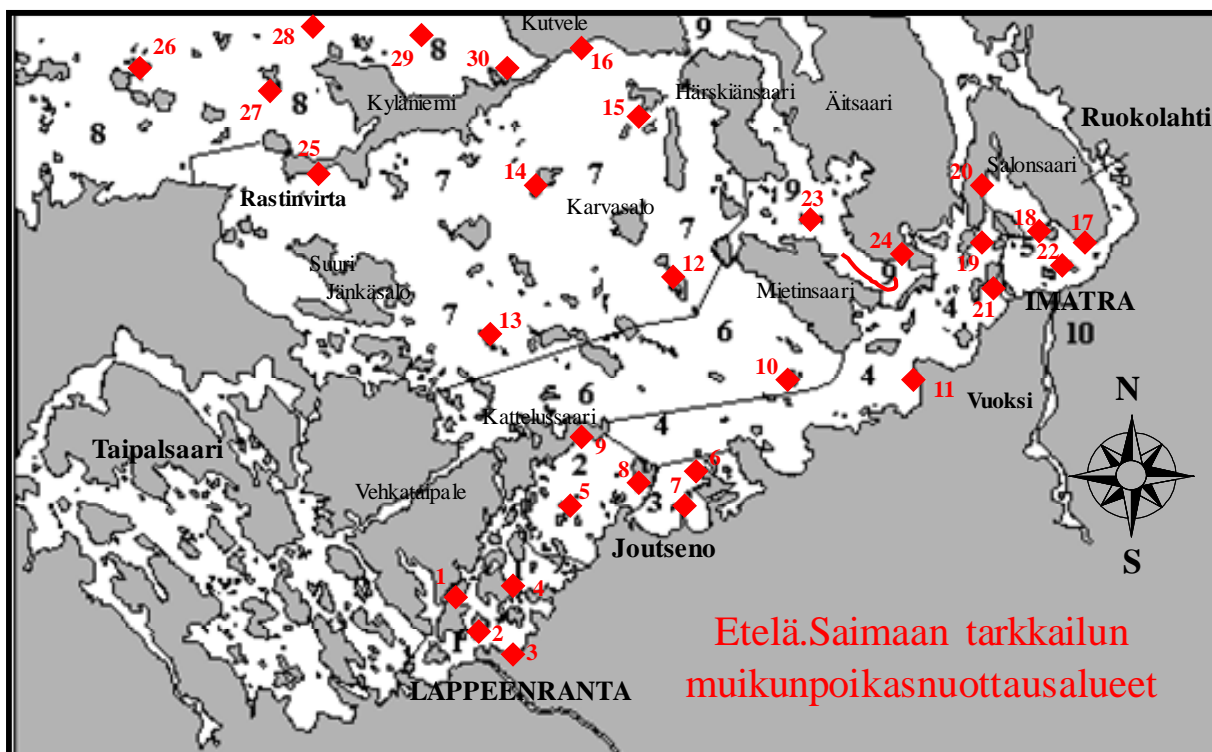 Kutvele
9
28
29
8
26
30
16
27
8
Kyläniemi
15
Härskiänsaari
Äitsaari
Ruokolahti
8
25
14
7
7
Karvasalo
Salonsaari
20
9
Rastinvirta
23
18
17
7
24
19
5
22
Suuri
Jänkäsalo
12
9
Mietinsaari
21
IMATRA
10
7
13
6
4
10
4
11
Vuoksi
N
6
Kattelussaari
4
9
Taipalsaari
2
8
6
Vehkataipale
5
3
7
Joutseno
S
1
4
1
2
1
3
LAPPEENRANTA
Etelä.Saimaan tarkkailun
muikunpoikasnuottausalueet